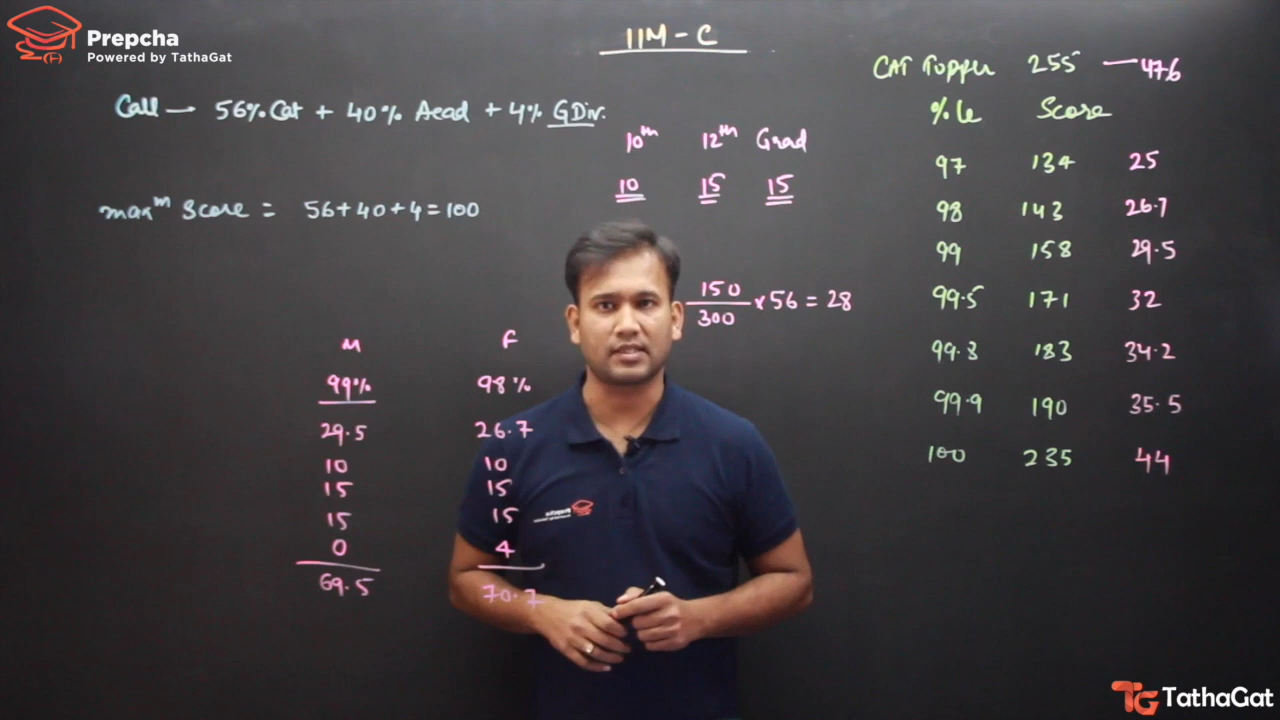 Prepcha
Powered by TathaGat
IIM - C
Call → 56% Cat + 40% Acad + 4% GDiv.
max^m Score = 56+40+4=100
10th 12th Grad
10 15 15
150/300 × 56 = 28
M F
99% 98%
29.5 26.7
10 10
15 15
15 15
0 4
69.5 70.7
CAT Topper 255 — 47.6
%le Score
97 134 25
98 143 26.7
99 158 29.5
99.5 171 32
99.8 183 34.2
99.9 190 35.5
100 235 44
TG TathaGat